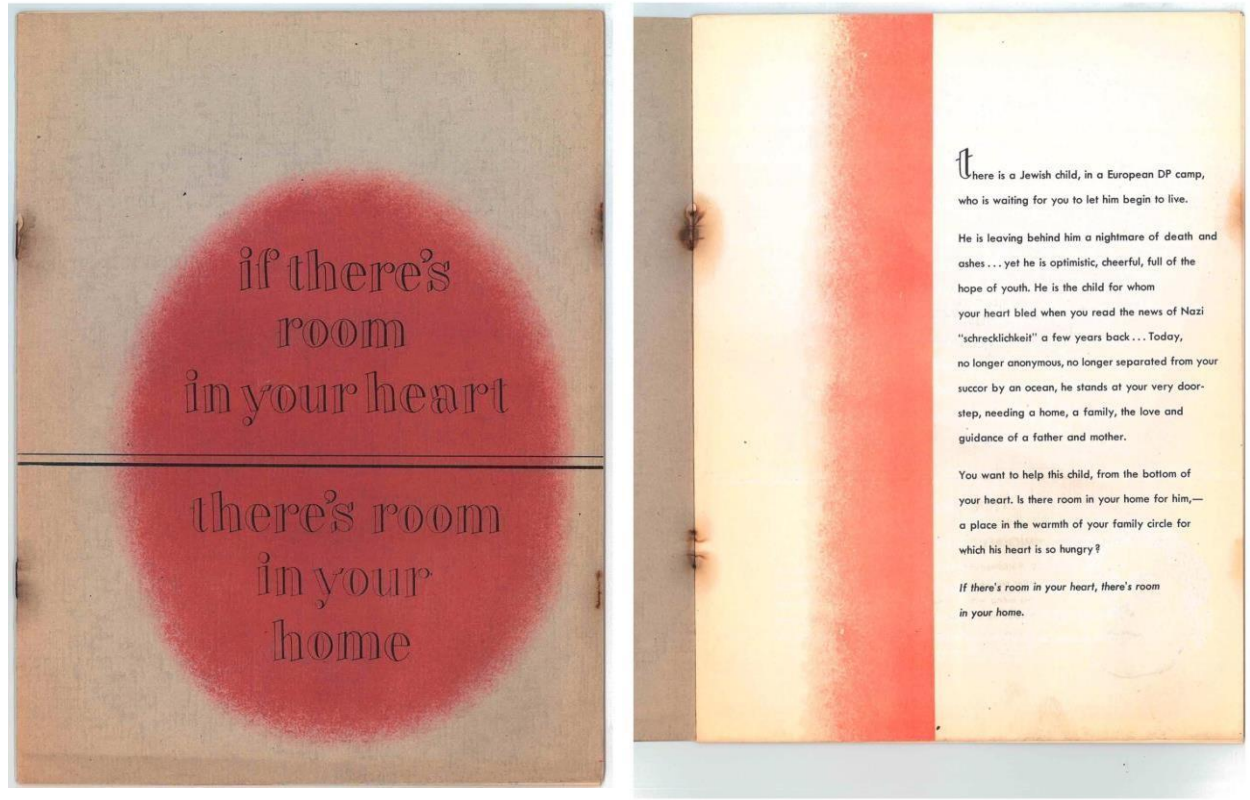 if there's
room
in your heart
there's room
in your
home
there is a Jewish child, in a European DP camp,
who is waiting for you to let him begin to live.
He is leaving behind him a nightmare of death and
ashes . . . yet he is optimistic, cheerful, full of the
hope of youth. He is the child for whom
your heart bled when you read the news of Nazi
"schrecklichkeit" a few years back . . . Today,
no longer anonymous, no longer separated from your
succor by an ocean, he stands at your very door-
step, needing a home, a family, the love and
guidance of a father and mother.
You want to help this child, from the bottom of
your heart. Is there room in your home for him,—
a place in the warmth of your family circle for
which his heart is so hungry?
If there's room in your heart, there's room
in your home.